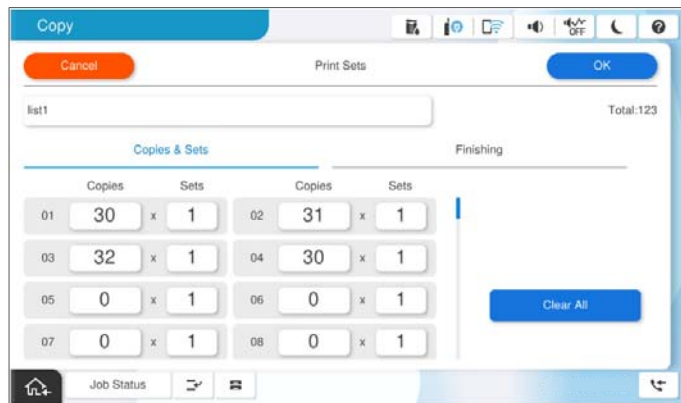 Copy
OFF
Cancel Print Sets OK
list1 Total:123
Copies & Sets Finishing
Copies Sets Copies Sets
01 30 x 1 02 31 x 1
03 32 x 1 04 30 x 1
05 0 x 1 06 0 x 1
Clear All
07 0 x 1 08 0 x 1
Job Status